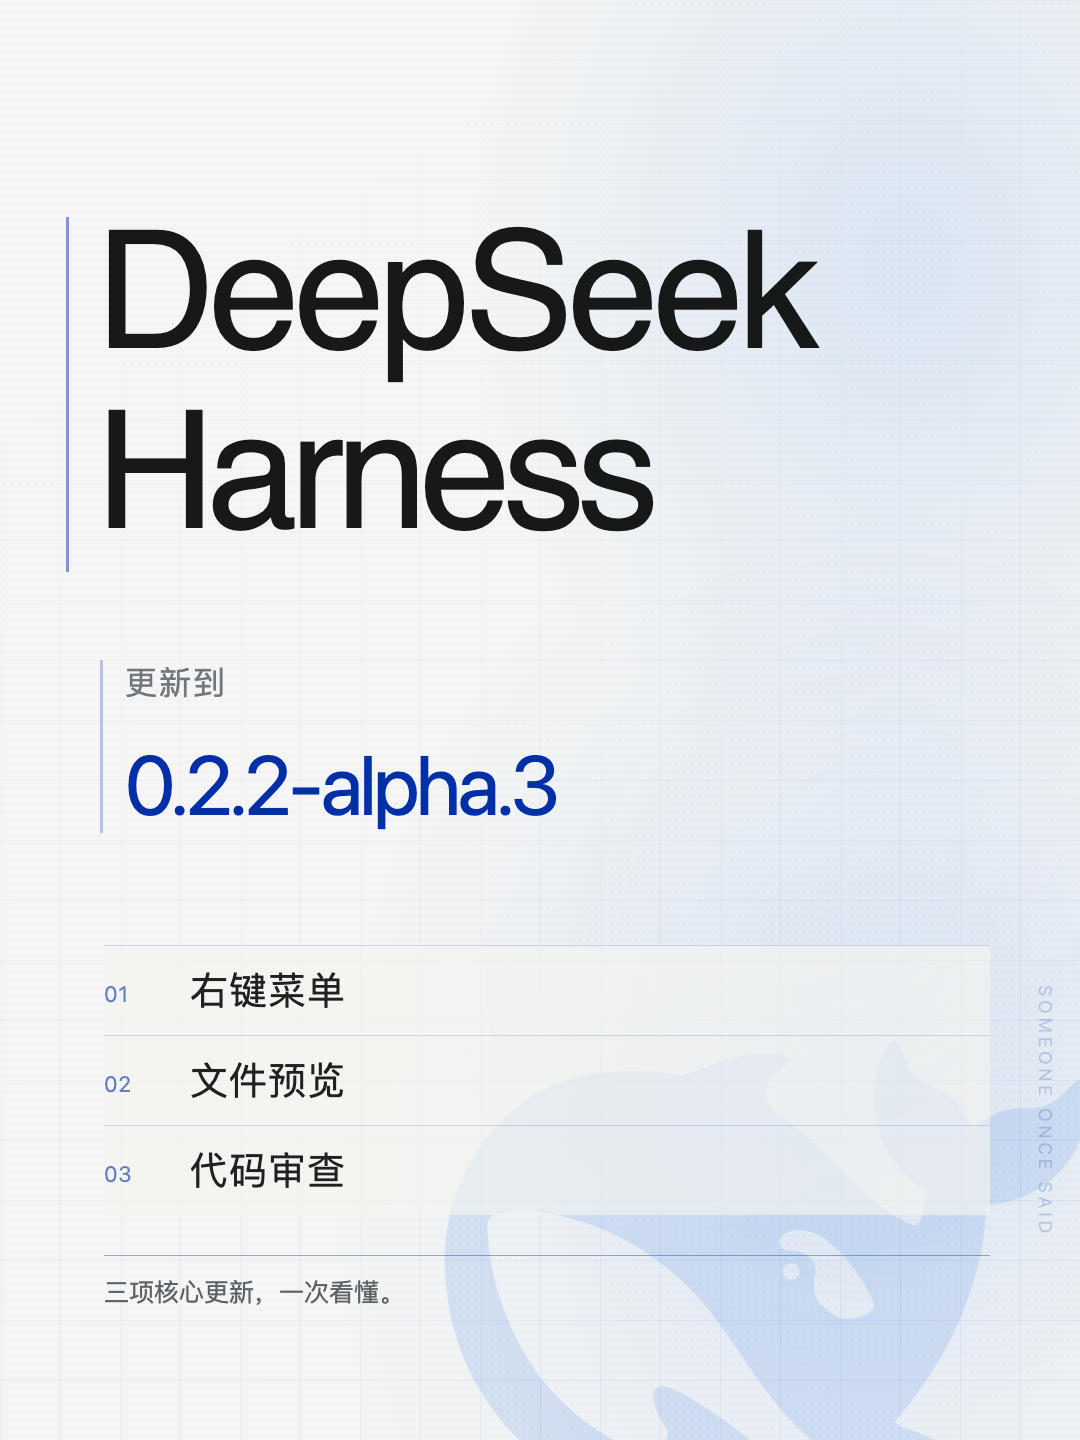 DeepSeek
Harness
更新到
0.2.2-alpha.3
01 右键菜单
02 文件预览
03 代码审查
三项核心更新，一次看懂。
SOMEONE ONCE SAID